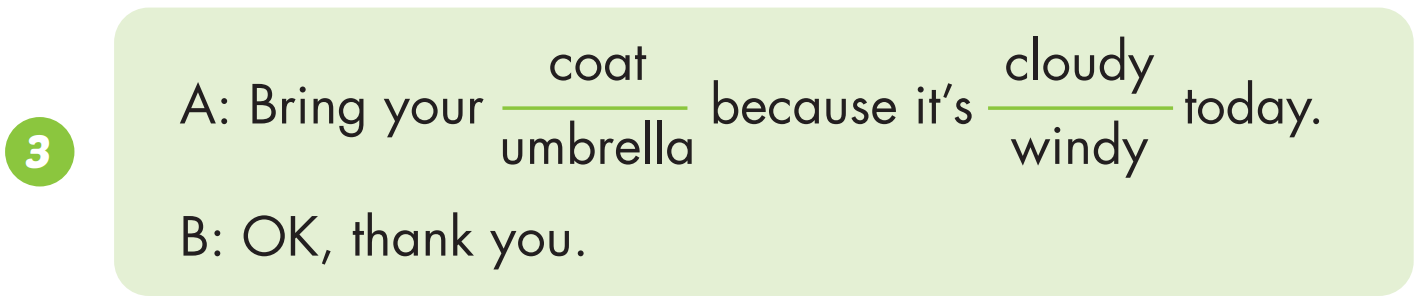 3
A: Bring your coat / umbrella because it's cloudy / windy today.
B: OK, thank you.